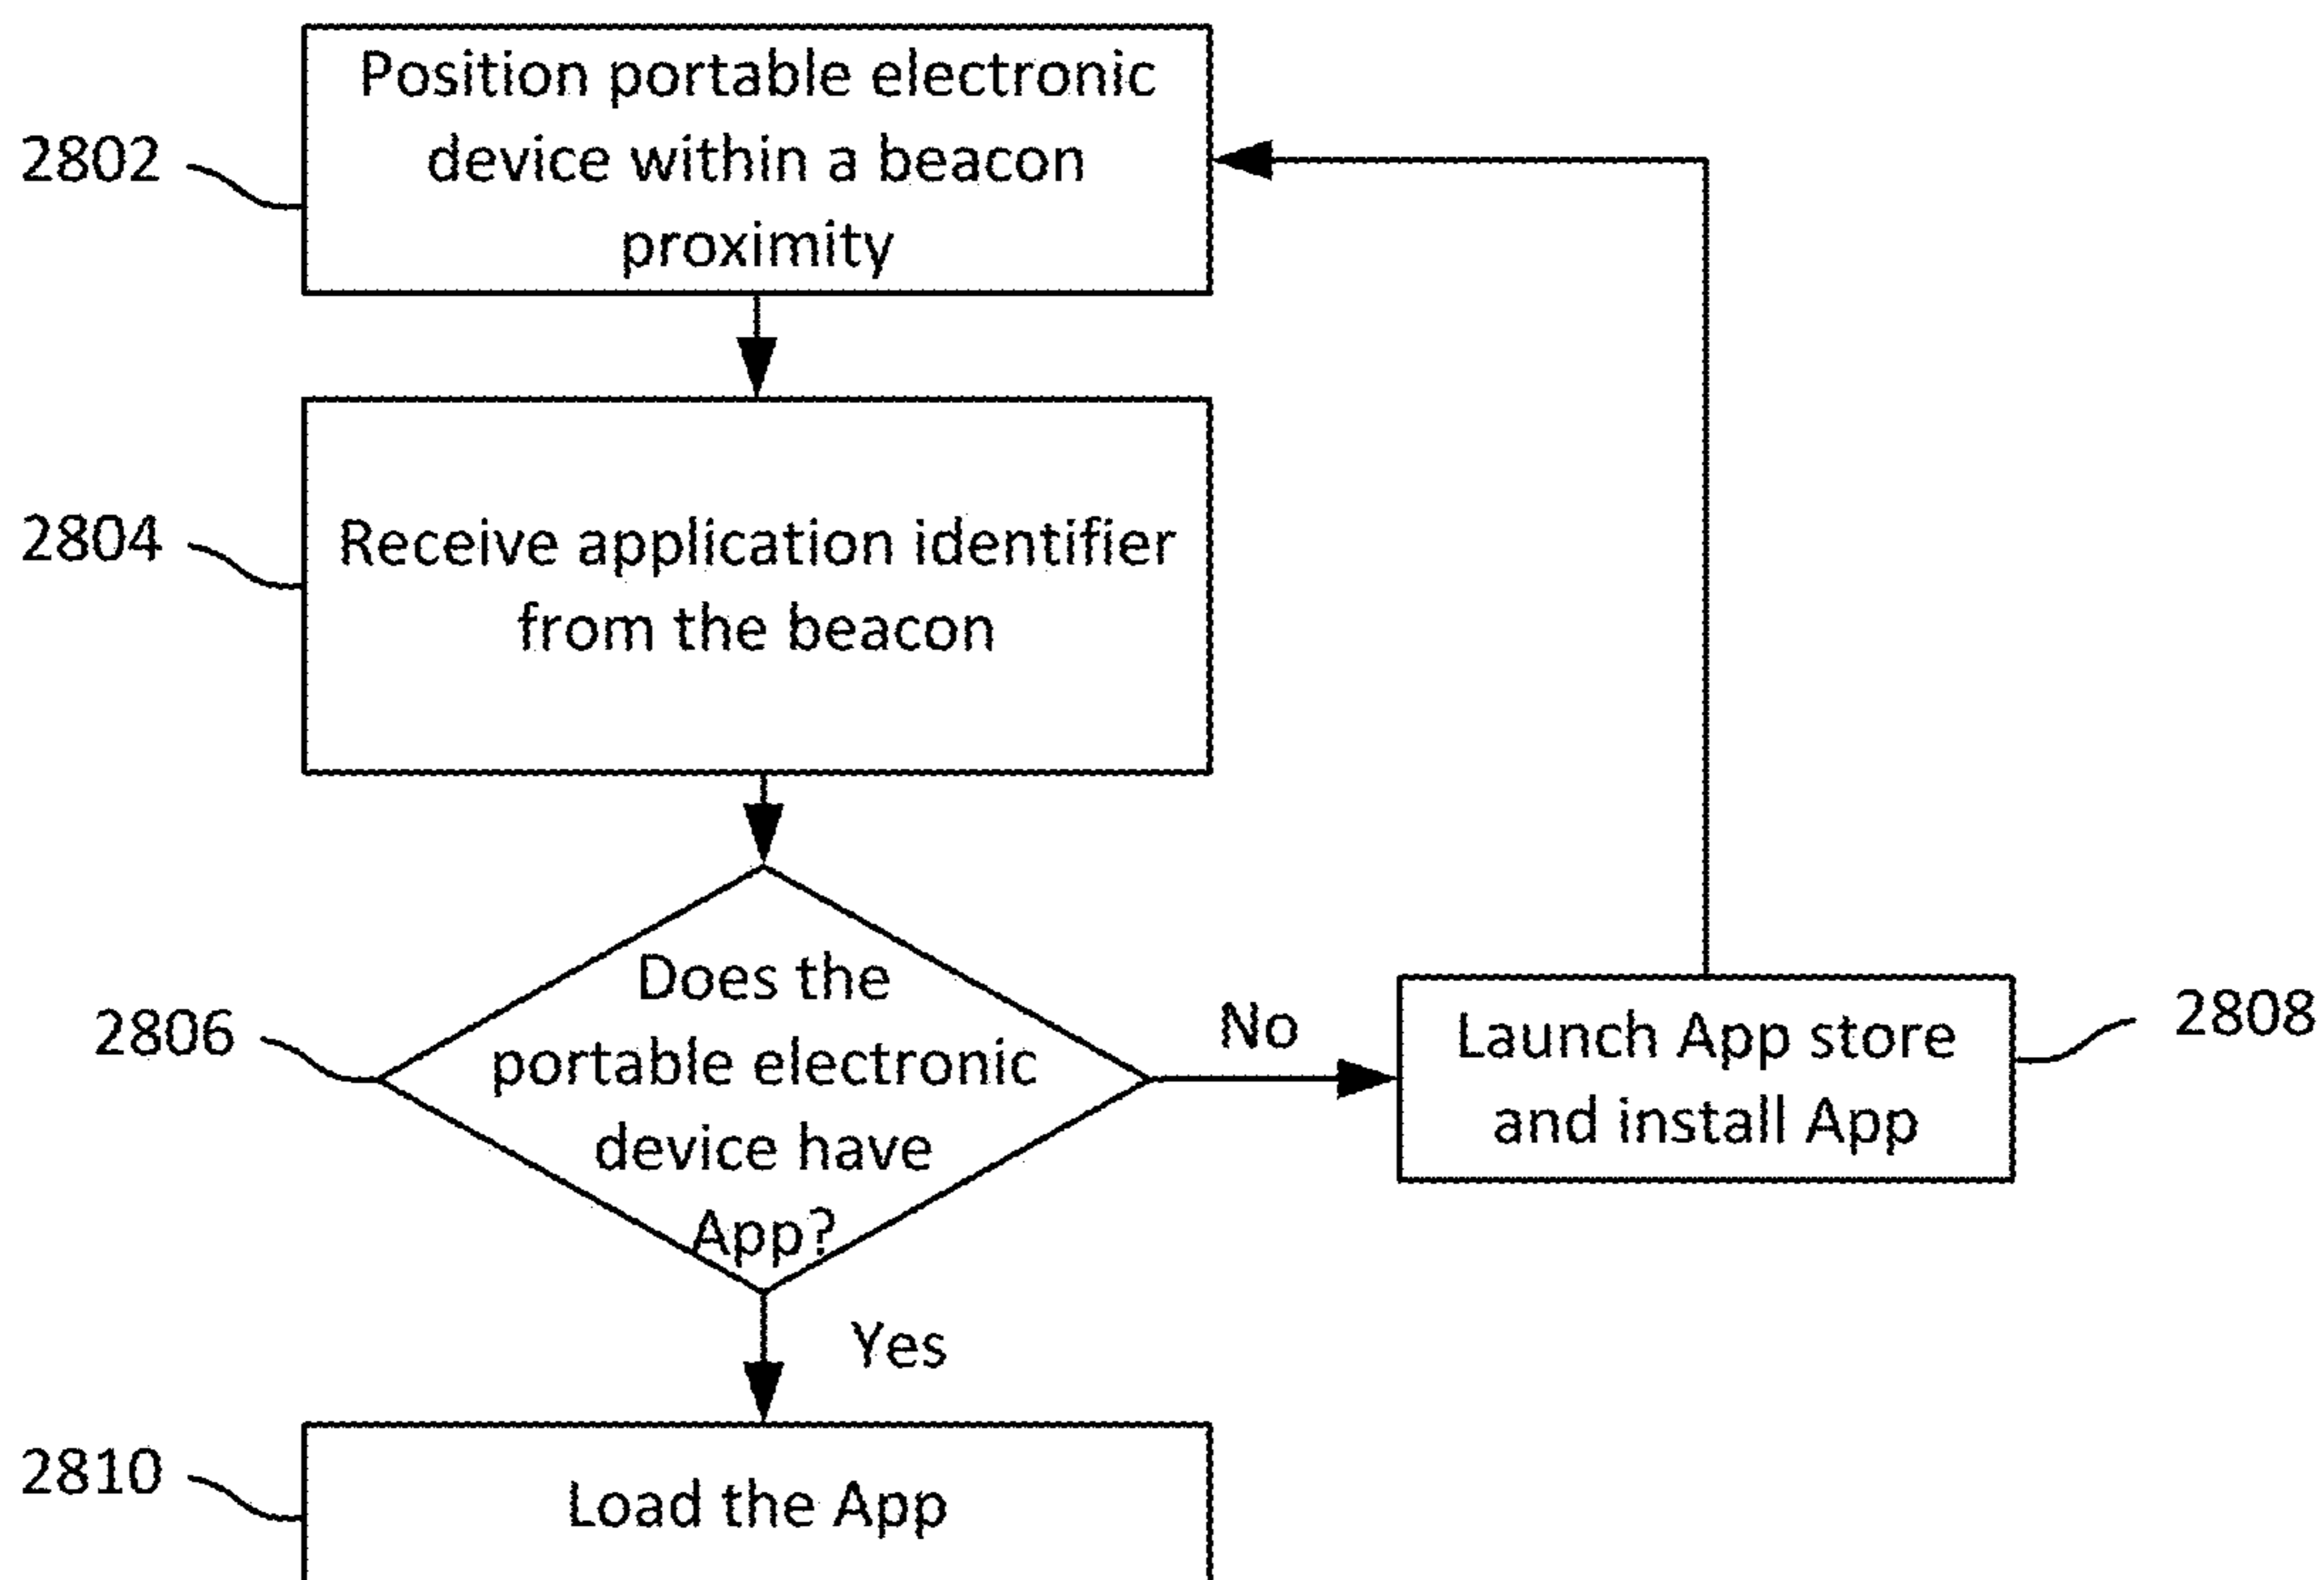 Position portable electronic
device within a beacon
proximity
2802
Receive application identifier
from the beacon
2804
Does the
portable electronic
device have
App?
2806
No
Launch App store
and install App
2808
Yes
Load the App
2810